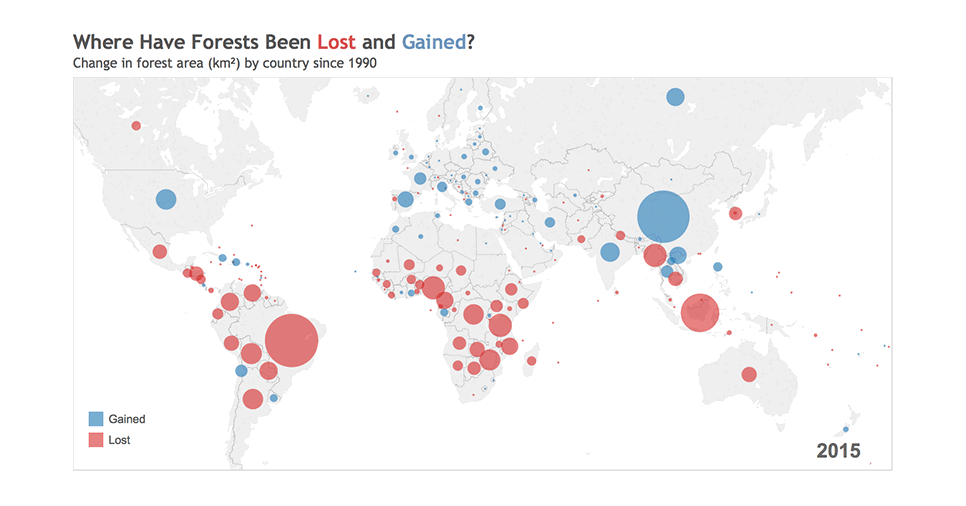 Where Have Forests Been Lost and Gained?
Change in forest area (km²) by country since 1990
Gained
Lost
2015